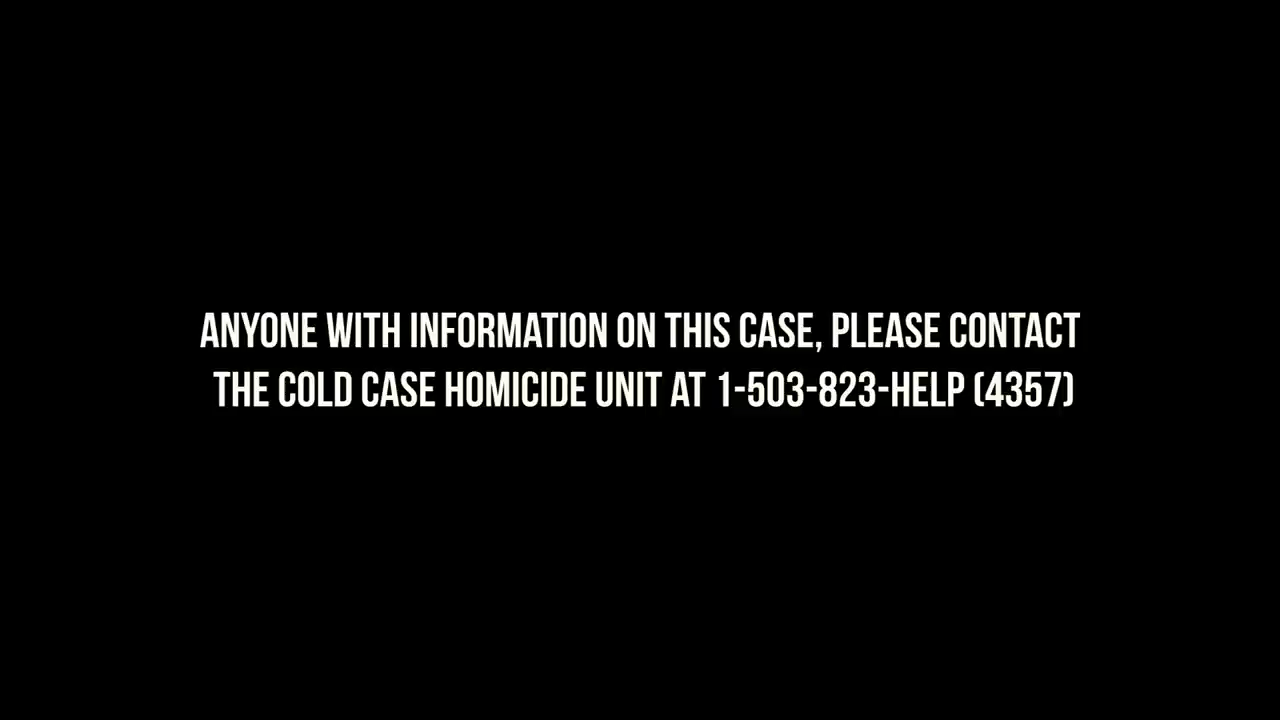 ANYONE WITH INFORMATION ON THIS CASE, PLEASE CONTACT
THE COLD CASE HOMICIDE UNIT AT 1-503-823-HELP (4357)